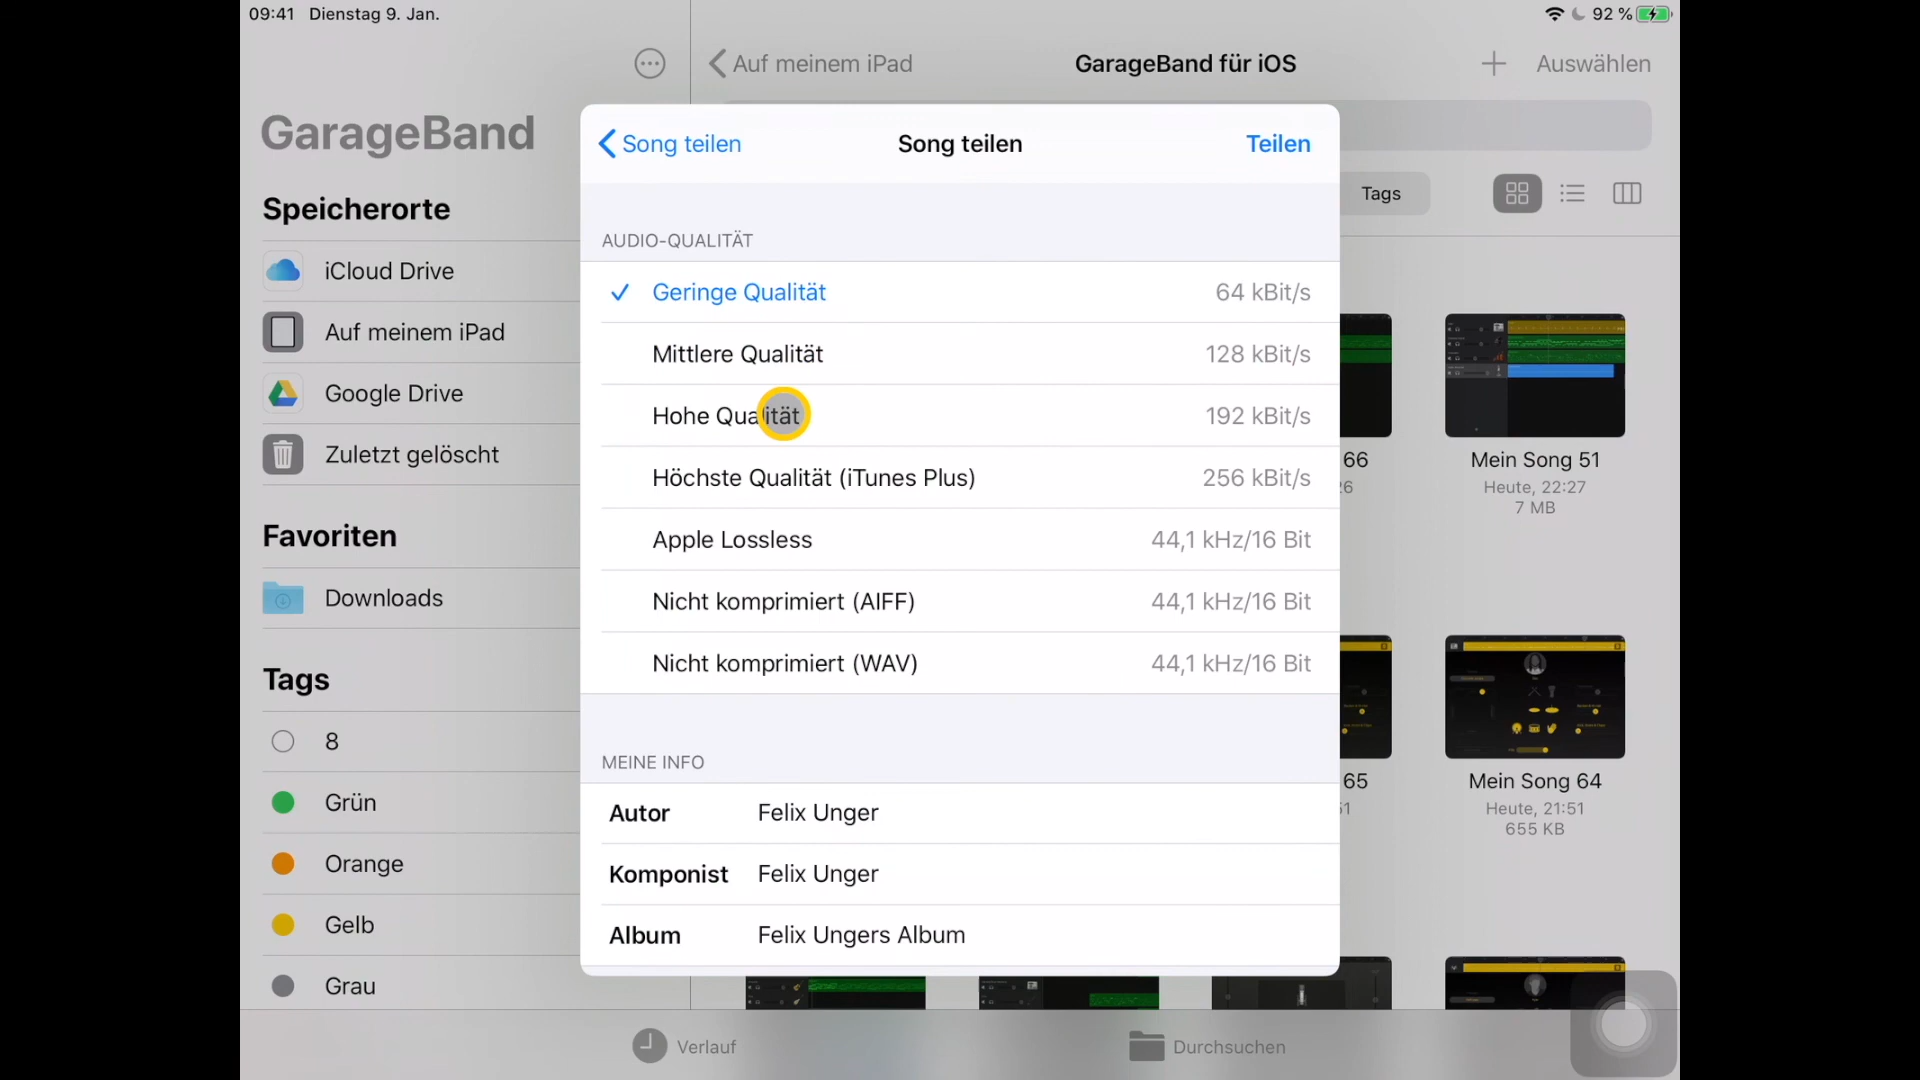 09:41 Dienstag 9. Jan.
92 %
Auf meinem iPad
GarageBand für iOS
Auswählen
GarageBand
Song teilen
Song teilen
Teilen
Tags
Speicherorte
iCloud Drive
Auf meinem iPad
Google Drive
Zuletzt gelöscht
Favoriten
Downloads
Tags
8
Grün
Orange
Gelb
Grau
AUDIO-QUALITÄT
Geringe Qualität 64 kBit/s
Mittlere Qualität 128 kBit/s
Hohe Qualität 192 kBit/s
Höchste Qualität (iTunes Plus) 256 kBit/s
Apple Lossless 44,1 kHz/16 Bit
Nicht komprimiert (AIFF) 44,1 kHz/16 Bit
Nicht komprimiert (WAV) 44,1 kHz/16 Bit
MEINE INFO
Autor Felix Unger
Komponist Felix Unger
Album Felix Ungers Album
66
Mein Song 51
Heute, 22:27
7 MB
65
Mein Song 64
Heute, 21:51
655 KB
Verlauf
Durchsuchen